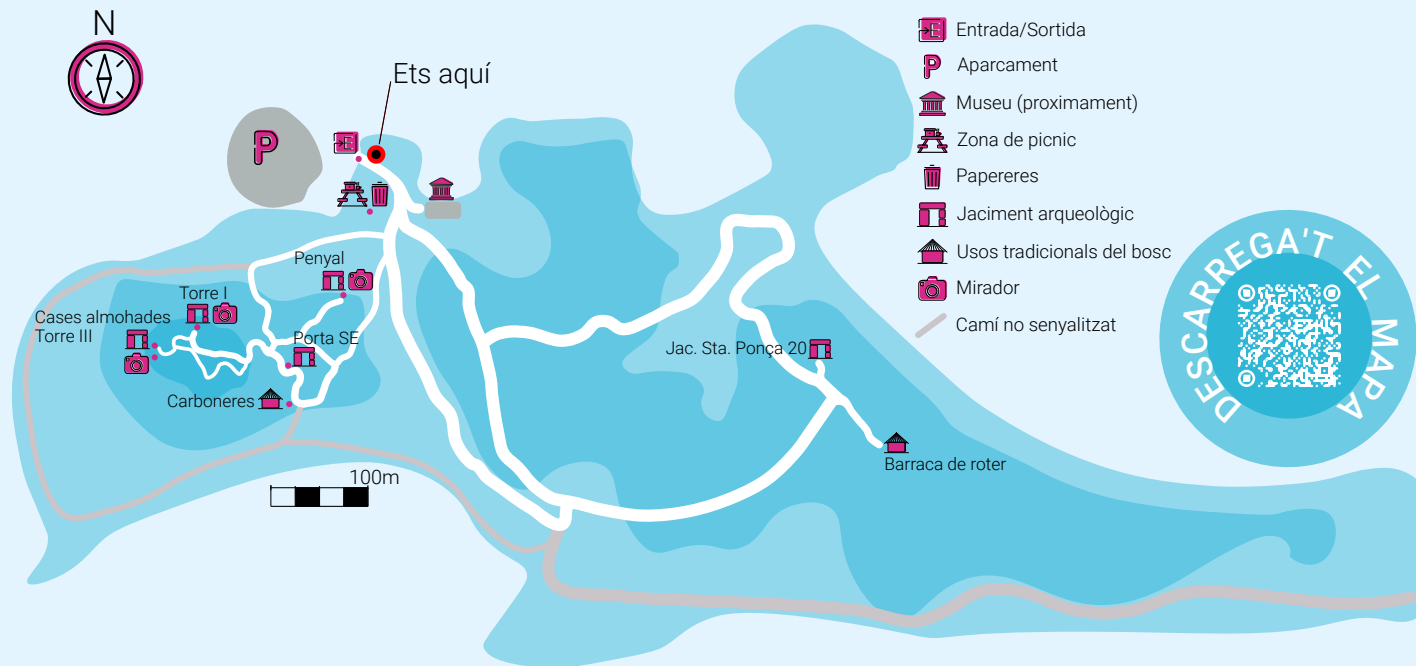 N
Ets aquí
P
E
Penyal
Torre I
Cases almohades
Torre III
Porta SE
Carboneres
100m
Jac. Sta. Ponça 20
Barraca de roter
E
Entrada/Sortida
P
Aparcament
Museu (proximament)
Zona de picnic
Papereres
Jaciment arqueològic
Usos tradicionals del bosc
Mirador
Camí no senyalitzat
DESCARREGA'T EL MAPA